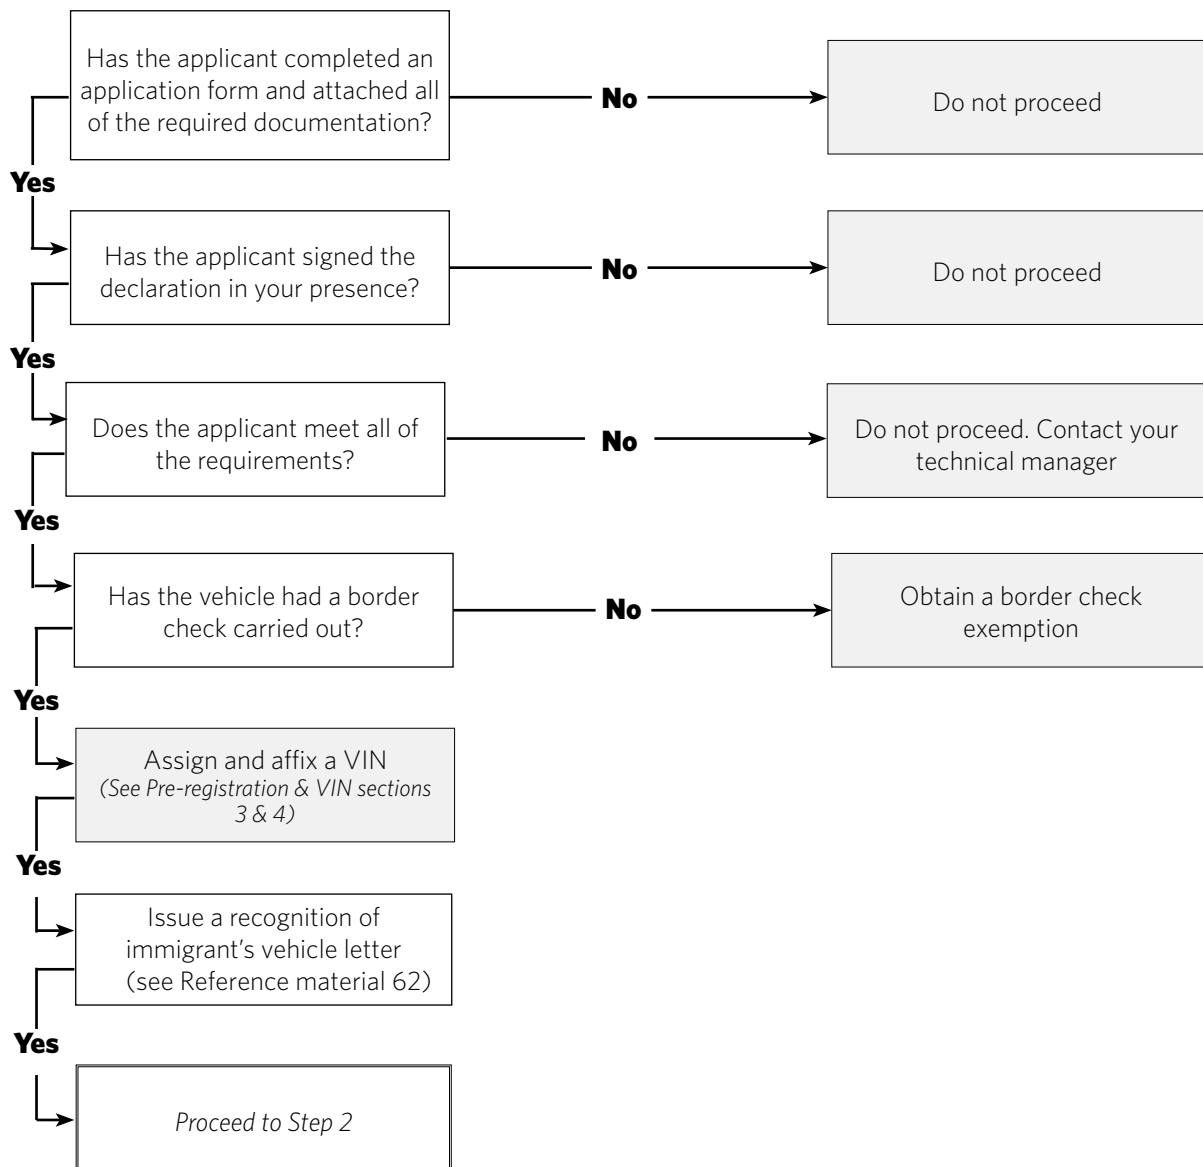 Has the applicant completed an
application form and attached all
of the required documentation?
No
Do not proceed
Yes
Has the applicant signed the
declaration in your presence?
No
Do not proceed
Yes
Does the applicant meet all of
the requirements?
No
Do not proceed. Contact your
technical manager
Yes
Has the vehicle had a border
check carried out?
No
Obtain a border check
exemption
Yes
Assign and affix a VIN
(See Pre-registration & VIN sections
3 & 4)
Yes
Issue a recognition of
immigrant's vehicle letter
(see Reference material 62)
Yes
Proceed to Step 2